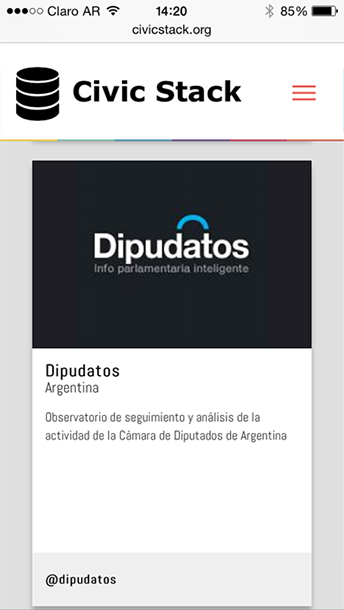 Claro AR 14:20 85%
civicstack.org
Civic Stack
Dipudatos
Info parlamentaria inteligente
Dipudatos
Argentina
Observatorio de seguimiento y análisis de la
actividad de la Cámara de Diputados de Argentina
@dipudatos